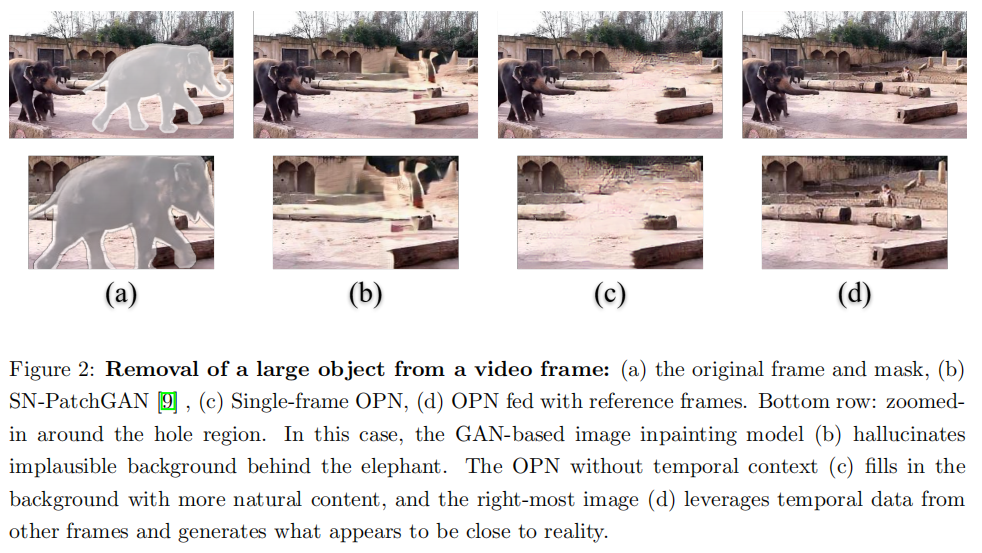 (a) (b) (c) (d)
Figure 2: Removal of a large object from a video frame: (a) the original frame and mask, (b)
SN-PatchGAN [9] , (c) Single-frame OPN, (d) OPN fed with reference frames. Bottom row: zoomed-
in around the hole region. In this case, the GAN-based image inpainting model (b) hallucinates
implausible background behind the elephant. The OPN without temporal context (c) fills in the
background with more natural content, and the right-most image (d) leverages temporal data from
other frames and generates what appears to be close to reality.